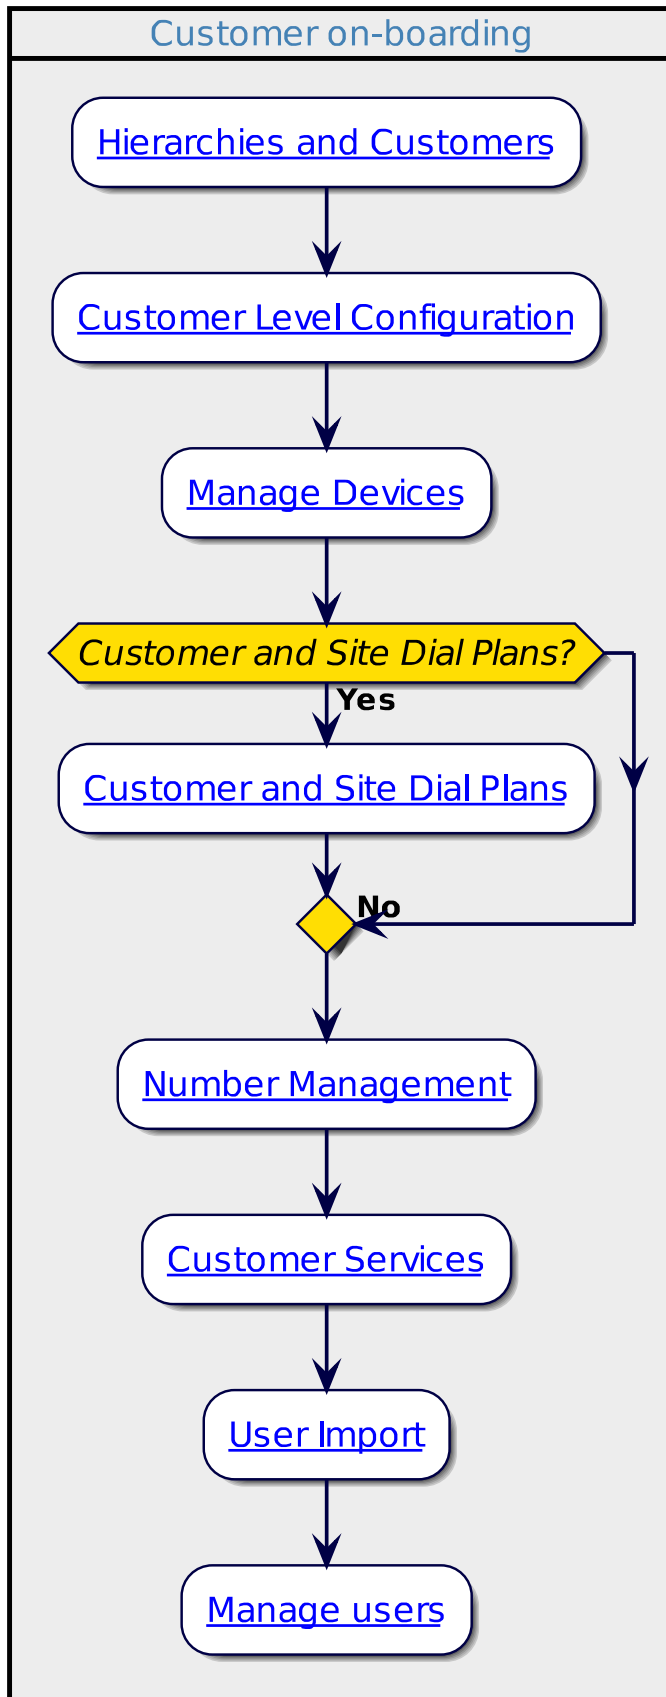 Customer on-boarding
Hierarchies and Customers
Customer Level Configuration
Manage Devices
Customer and Site Dial Plans?
Yes
Customer and Site Dial Plans
No
Number Management
Customer Services
User Import
Manage users